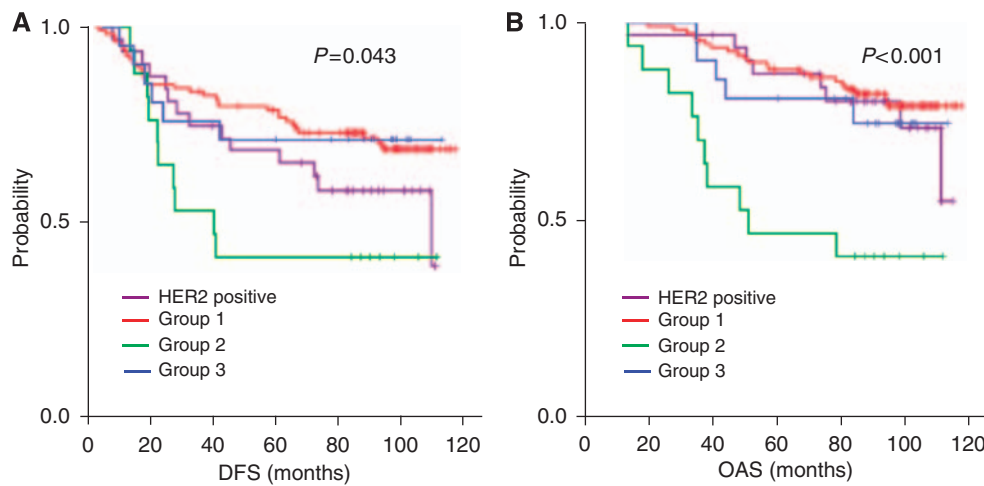 A
P=0.043
1.0
0.5
0.0
Probability
HER2 positive
Group 1
Group 2
Group 3
0 20 40 60 80 100 120
DFS (months)
B
P<0.001
1.0
0.5
0.0
Probability
HER2 positive
Group 1
Group 2
Group 3
0 20 40 60 80 100 120
OAS (months)